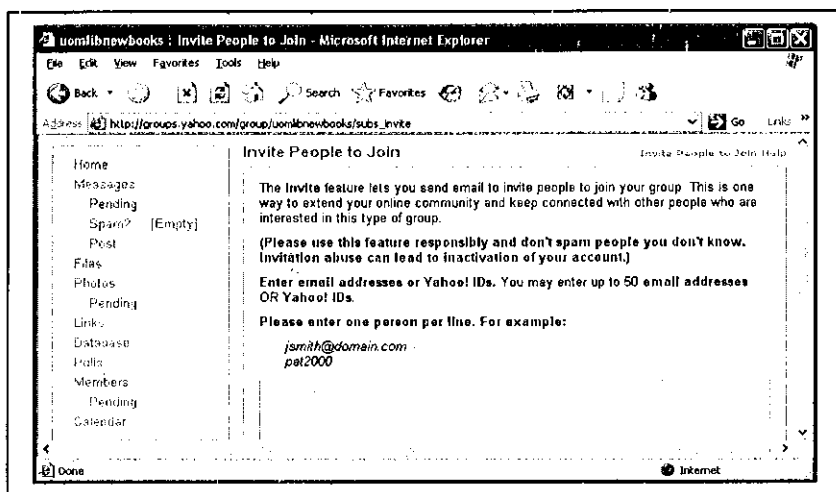 uomlibnewbooks : Invite People to Join - Microsoft Internet Explorer
File Edit View Favorites Tools Help
Back Search Favorites
Address http://groups.yahoo.com/group/uomlibnewbooks/subs_invite Go Links »
Invite People to Join Invite People to Join Help
Home
Messages
Pending
Spam? [Empty]
Post
Files
Photos
Pending
Links
Database
Polls
Members
Pending
Calendar
The Invite feature lets you send email to invite people to join your group. This is one
way to extend your online community and keep connected with other people who are
interested in this type of group.
(Please use this feature responsibly and don't spam people you don't know.
Invitation abuse can lead to inactivation of your account.)
Enter email addresses or Yahoo! IDs. You may enter up to 50 email addresses
OR Yahoo! IDs.
Please enter one person per line. For example:
jsmith@domain.com
pat2000
Done Internet